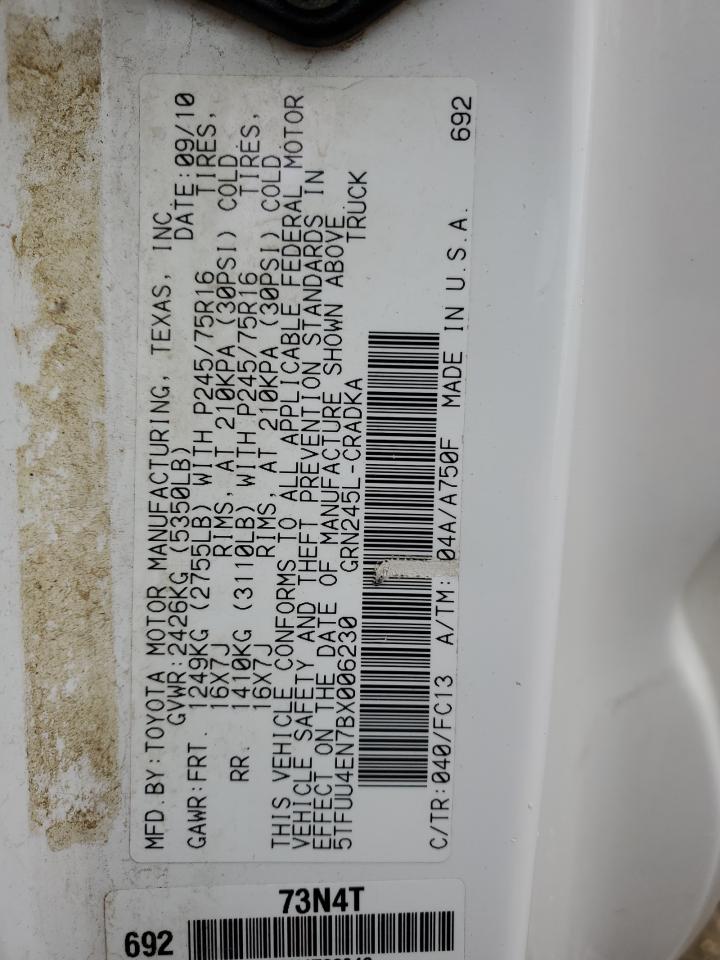 MFD.BY:TOYOTA MOTOR MANUFACTURING, TEXAS, INC.
GVWR:2426KG (5350LB) DATE:09/10
GAWR:FRT. 1249KG (2755LB) WITH P245/75R16 TIRES,
16X7J RIMS, AT 210KPA (30PSI) COLD
RR. 1410KG (3110LB) WITH P245/75R16 TIRES,
16X7J RIMS, AT 210KPA (30PSI) COLD
THIS VEHICLE CONFORMS TO ALL APPLICABLE FEDERAL MOTOR
VEHICLE SAFETY AND THEFT PREVENTION STANDARDS IN
EFFECT ON THE DATE OF MANUFACTURE SHOWN ABOVE.
5TFUU4EN7BX006230 GRN245L-CRADKA TRUCK
C/TR:040/FC13 A/TM: 04A/A750F MADE IN U.S.A. 692
73N4T
692